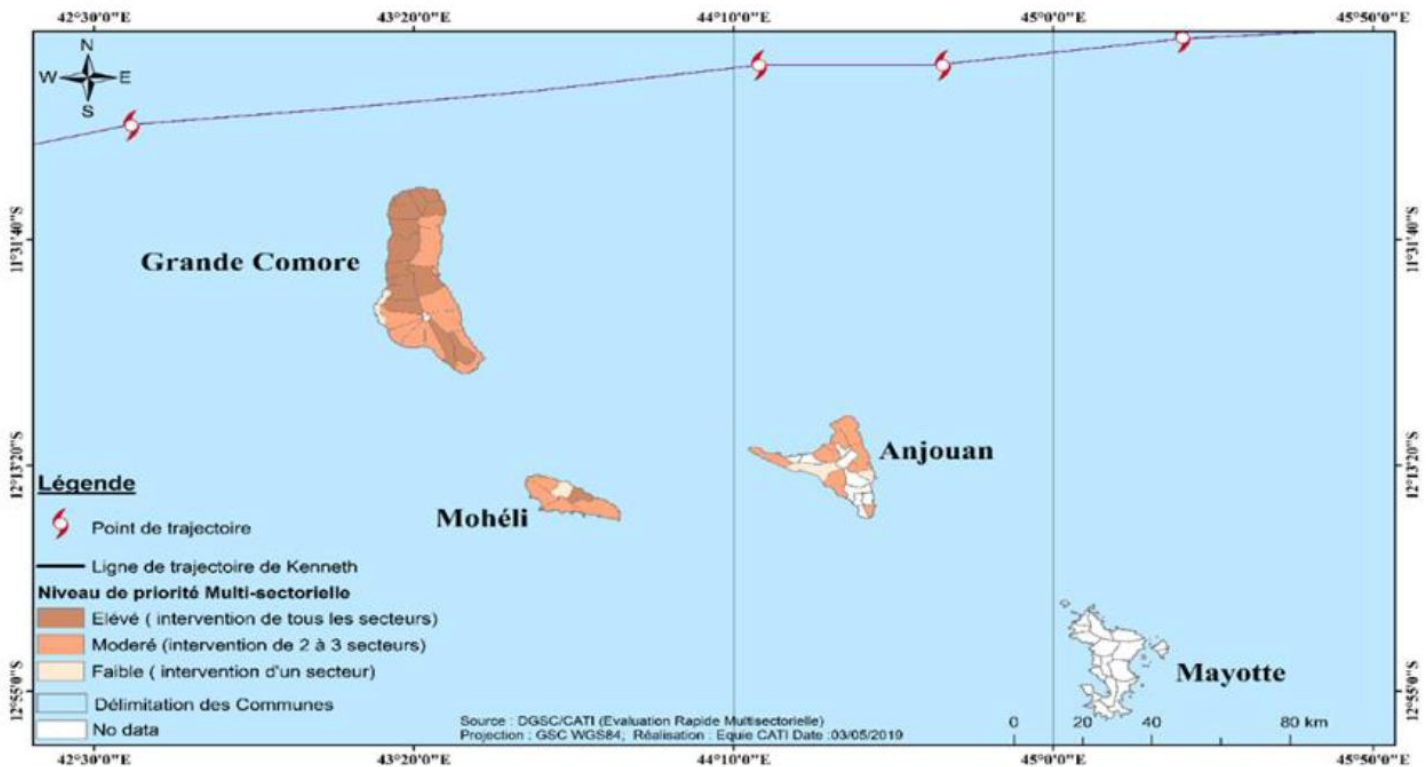 42°30'0"E 43°20'0"E 44°10'0"E 45°0'0"E 45°50'0"E
N
W E
S
11°31'40"S 11°31'40"S
Grande Comore
Anjouan
12°13'20"S 12°13'20"S
Mohéli
Mayotte
12°55'0"S 12°55'0"S
Légende
Point de trajectoire
Ligne de trajectoire de Kenneth
Niveau de priorité Multi-sectorielle
Elévé ( intervention de tous les secteurs)
Moderé (intervention de 2 à 3 secteurs)
Faible ( intervention d'un secteur)
Délimitation des Communes
No data
Source : DGSC/CATI (Evaluation Rapide Multisectorielle)
Projection : GSC WGS84; Réalisation : Equie CATI Date :03/05/2019
0 20 40 80 km
42°30'0"E 43°20'0"E 44°10'0"E 45°0'0"E 45°50'0"E